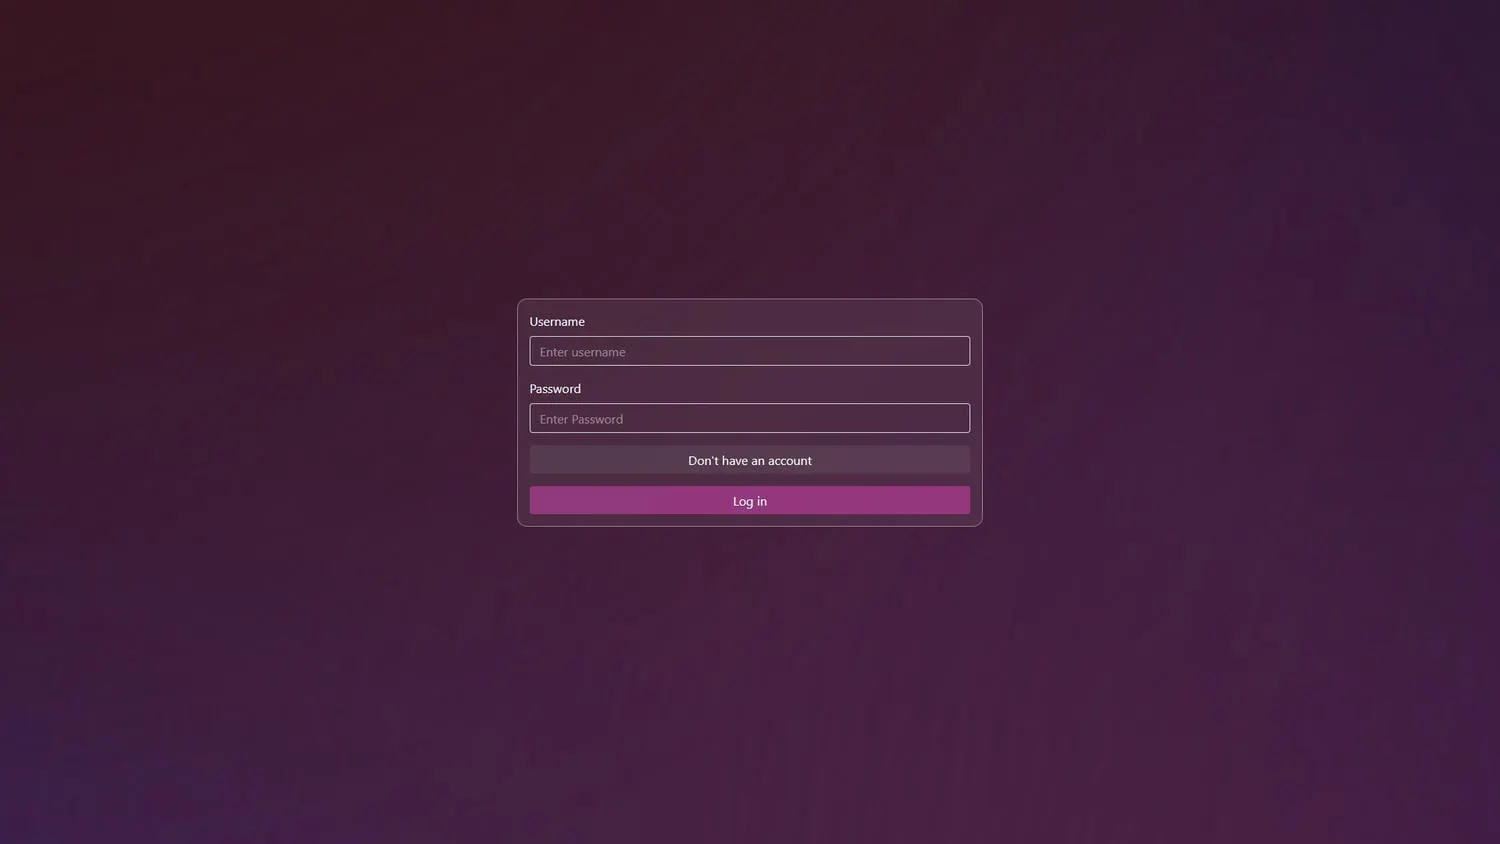 Username
Enter username
Password
Enter Password
Don't have an account
Log in